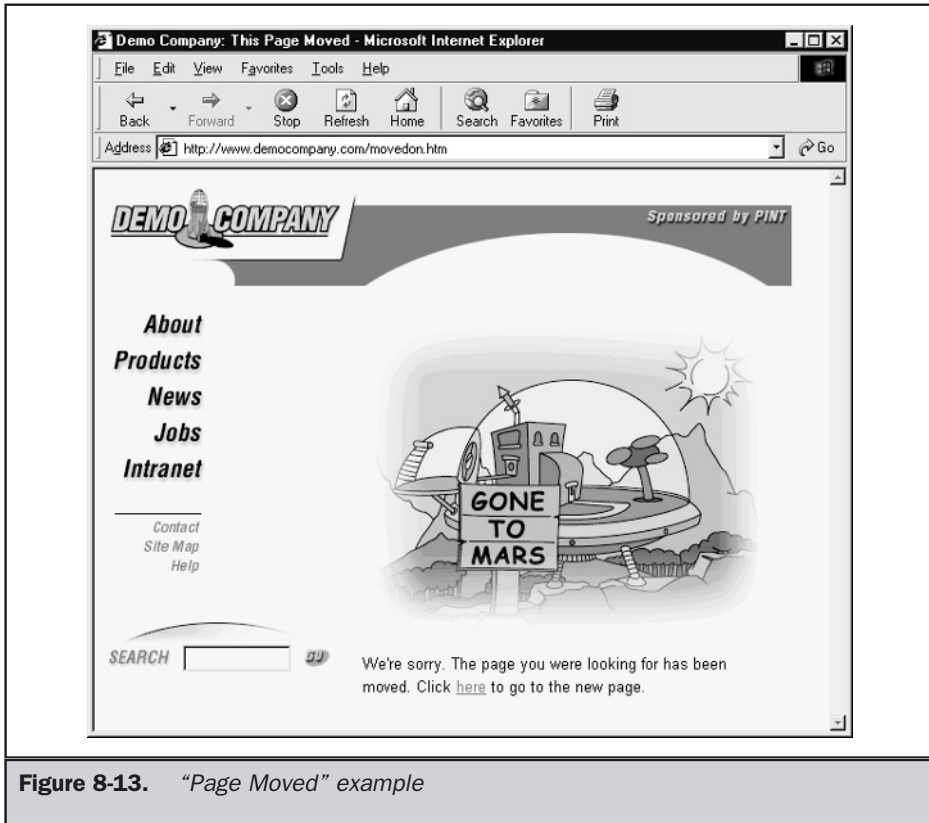 Demo Company: This Page Moved - Microsoft Internet Explorer
File Edit View Favorites Tools Help
Back Forward Stop Refresh Home Search Favorites Print
Address http://www.democompany.com/movedon.htm Go
DEMO COMPANY
Sponsored by PINT
About
Products
News
Jobs
Intranet
Contact
Site Map
Help
GONE
TO
MARS
SEARCH GO
We're sorry. The page you were looking for has been
moved. Click here to go to the new page.
Figure 8-13. “Page Moved” example